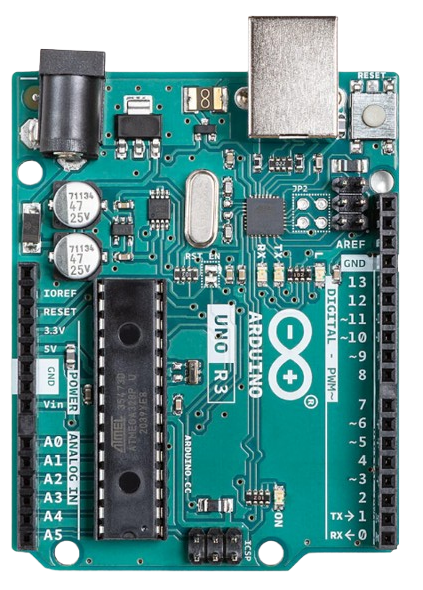 RESET
71134
47
25V
71134
47
25V
JP2
AREF
GND
RST EN
RX
TX
L
IOREF
RESET
3.3V
5V
GND
Vin
POWER
A0
A1
A2
A3
A4
A5
ANALOG IN
ATMEL
ATMEGA328P
UNO
R3
ARDUINO
®
ARDUINO.CC
13
12
~11
~10
~9
8
7
~6
~5
4
~3
2
TX→1
RX←0
DIGITAL - PWM~
ON
ICSP